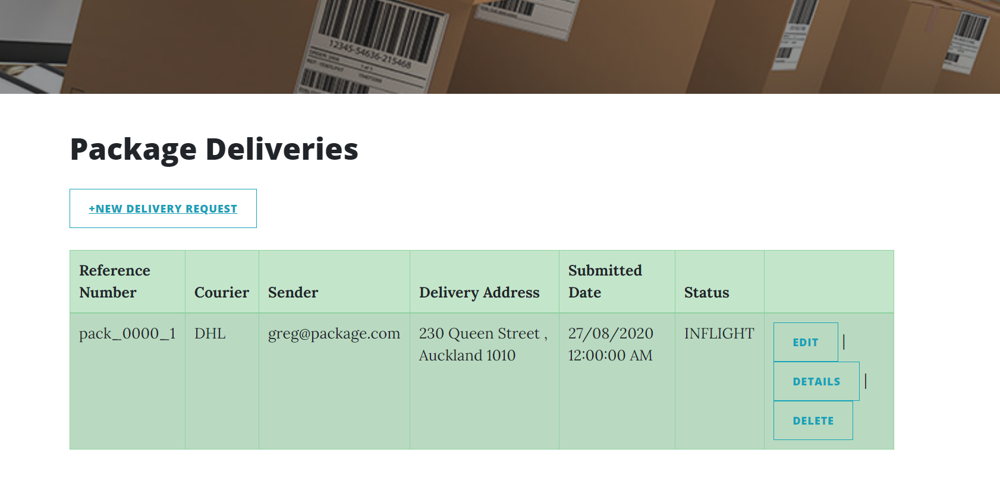 12345-54636-215468
Package Deliveries
+NEW DELIVERY REQUEST
Reference
Number
Courier
Sender
Delivery Address
Submitted
Date
Status
pack_0000_1
DHL
greg@package.com
230 Queen Street ,
Auckland 1010
27/08/2020
12:00:00 AM
INFLIGHT
EDIT |
DETAILS |
DELETE